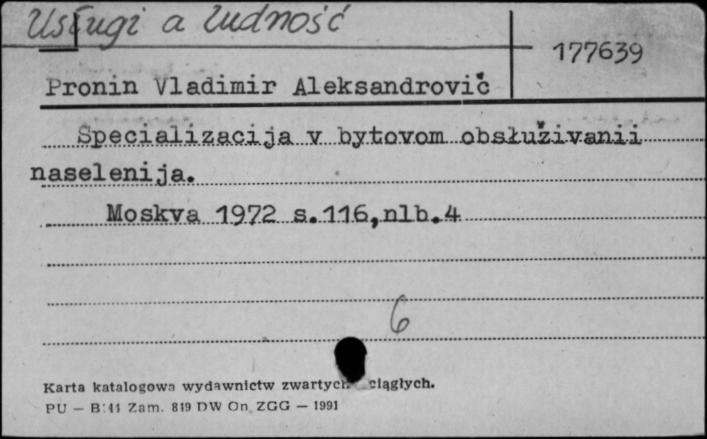 Usługi a ludność
177639
Pronin Vladimir Aleksandrovič
Specializacija v bytovom obsłuživanii
naselenija.
Moskva 1972 s.116,nlb.4
6
Karta katalogowa wydawnictw zwartych ciągłych.
PU — B/11 Zam. 819 DW On. ZGG — 1991